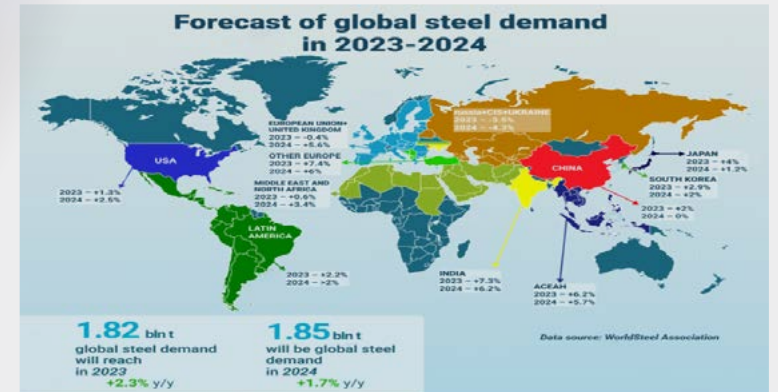 Forecast of global steel demand
in 2023-2024
EUROPEAN UNION+
UNITED KINGDOM
2023 – -0.4%
2024 – +5.6%
OTHER EUROPE
2023 – +7.4%
2024 – +6%
MIDDLE EAST AND
NORTH AFRICA
2023 – +0.6%
2024 – +3.4%
Russia+CIS+UKRAINE
USA
2023 – +1.3%
2024 – +2.5%
LATIN
AMERICA
2023 – +2.2%
2024 – >2%
CHINA
2023 – +2%
2024 – 0%
JAPAN
2023 – +4%
2024 – +1.2%
SOUTH KOREA
2023 – +2.9%
2024 – +2%
INDIA
2023 – +7.3%
2024 – +6.2%
ACEAH
2023 – +6.2%
2024 – +5.7%
1.82 bln t
global steel demand
will reach
in 2023
+2.3% y/y
1.85 bln t
will be global steel
demand
in 2024
+1.7% y/y
Data source: WorldSteel Association